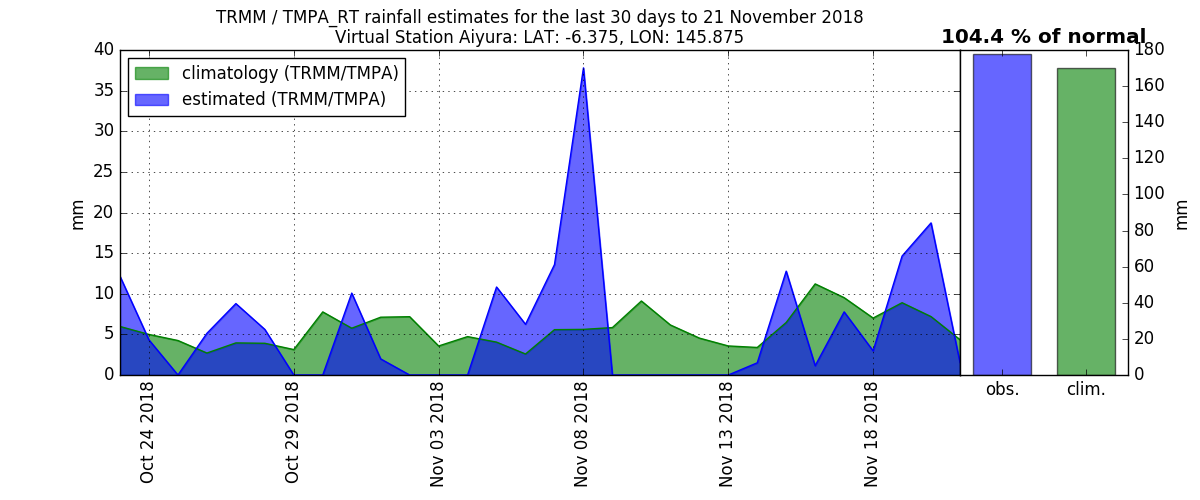 TRMM / TMPA_RT rainfall estimates for the last 30 days to 21 November 2018
Virtual Station Aiyura: LAT: -6.375, LON: 145.875
104.4 % of normal
climatology (TRMM/TMPA)
estimated (TRMM/TMPA)
40
35
30
25
20
15
10
5
0
mm
180
160
140
120
100
80
60
40
20
0
mm
obs.
clim.
Oct 24 2018
Oct 29 2018
Nov 03 2018
Nov 08 2018
Nov 13 2018
Nov 18 2018